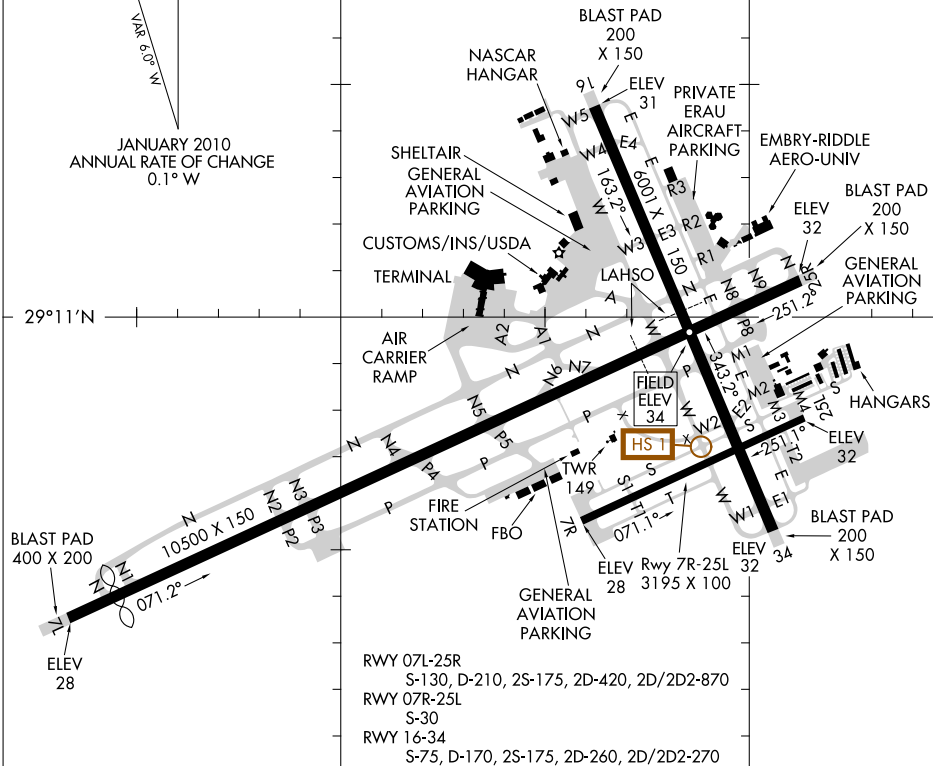 VAR 6.0° W
JANUARY 2010
ANNUAL RATE OF CHANGE
0.1° W
BLAST PAD
200
X 150
NASCAR
HANGAR
16
ELEV
31
PRIVATE
ERAU
AIRCRAFT
PARKING
EMBRY-RIDDLE
AERO-UNIV
SHELTAIR
GENERAL
AVIATION
PARKING
CUSTOMS/INS/USDA
TERMINAL
W5
E
W4
E4
E
163.2°
6001 X 150
W
E3
W3
R3
R2
R1
BLAST PAD
200
X 150
ELEV
32
GENERAL
AVIATION
PARKING
LAHSO
N
E
N8
N9
N
25R
251.2°
29°11'N
AIR
CARRIER
RAMP
A
A2
A1
N
W
N
N6
N7
P
P8
343.2°
M1
E
M2
M3
M4
S
25L
HANGARS
FIELD
ELEV
34
HS 1
W
X
X
W2
E2
S
251.1°
ELEV
32
T2
N5
P5
P
P
N
N4
P4
P
TWR
149
S
S1
T1
T
071.1°
7R
W
W1
E
E1
34
N3
N2
P3
P2
10500 X 150
N
FIRE
STATION
FBO
GENERAL
AVIATION
PARKING
ELEV
28
Rwy 7R-25L
3195 X 100
ELEV
32
BLAST PAD
200
X 150
BLAST PAD
400 X 200
N
N1
071.2°
7L
ELEV
28
RWY 07L-25R
S-130, D-210, 2S-175, 2D-420, 2D/2D2-870
RWY 07R-25L
S-30
RWY 16-34
S-75, D-170, 2S-175, 2D-260, 2D/2D2-270